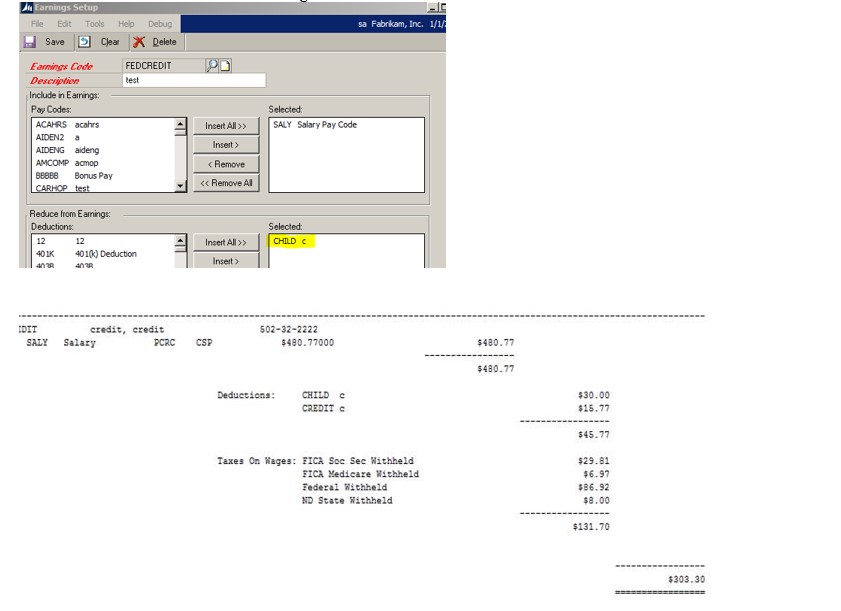 Earnings Setup
File Edit Tools Help Debug sa Fabrikam, Inc. 1/1/
Save Clear Delete
Earnings Code FEDCREDIT
Description test
Include in Earnings:
Pay Codes: Selected:
ACAHRS acahrs Insert All >> SALY Salary Pay Code
AIDEN2 a
AIDENG aideng Insert >
AMCOMP acmop < Remove
BBBBB Bonus Pay
CARHOP test << Remove All
Reduce from Earnings:
Deductions: Selected:
12 12 Insert All >> CHILD c
401K 401(k) Deduction
403B 403B Insert >
DIT credit, credit 502-32-2222
SALY Salary PCRC CSP $480.77000 $480.77
$480.77
Deductions: CHILD c $30.00
CREDIT c $15.77
$45.77
Taxes On Wages: FICA Soc Sec Withheld $29.81
FICA Medicare Withheld $6.97
Federal Withheld $86.92
ND State Withheld $8.00
$131.70
$303.30